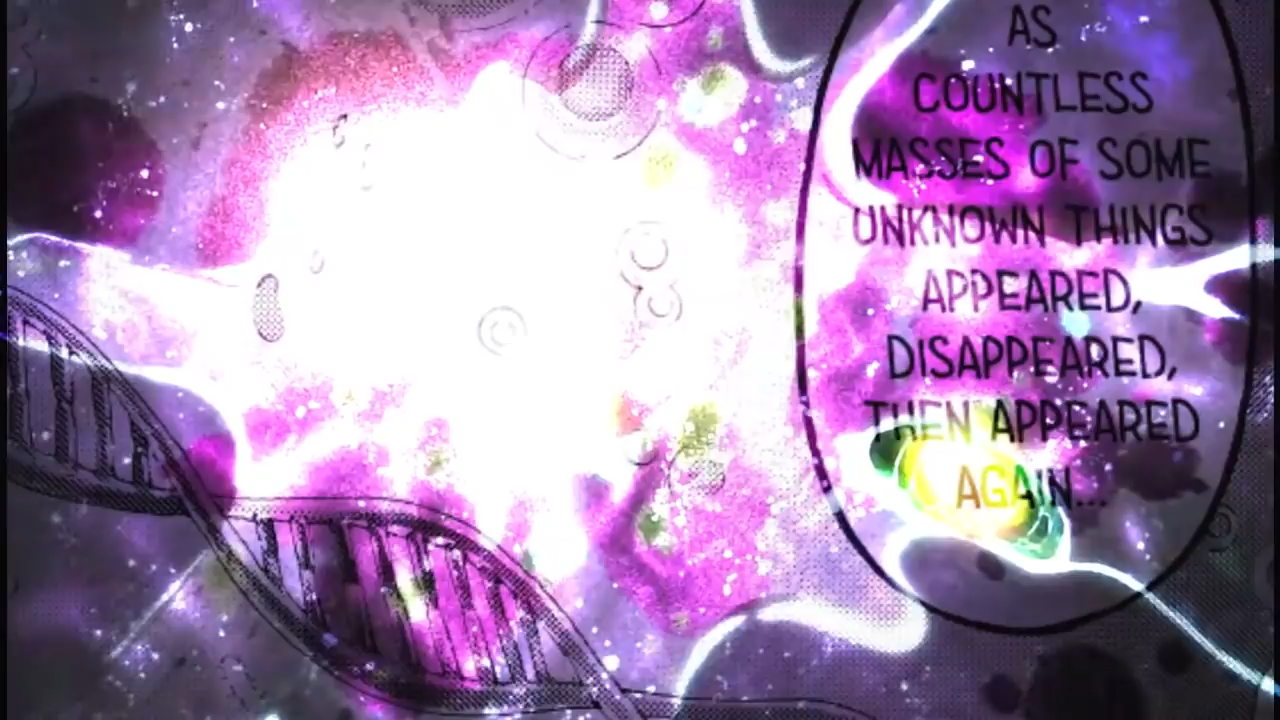 AS
COUNTLESS
MASSES OF SOME
UNKNOWN THINGS
APPEARED,
DISAPPEARED,
THEN APPEARED
AGAIN...